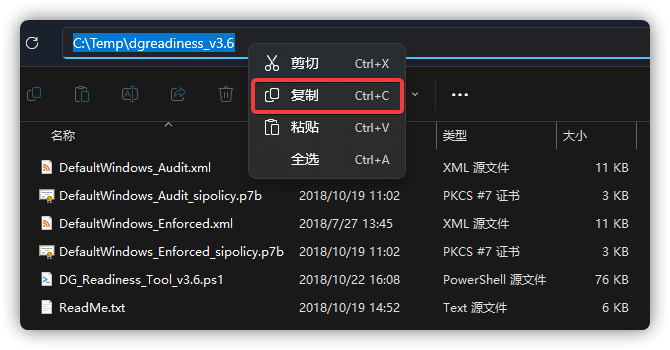 C:\Temp\dgreadiness_v3.6
剪切 Ctrl+X
复制 Ctrl+C
粘贴 Ctrl+V
全选 Ctrl+A
名称 类型 大小
DefaultWindows_Audit.xml XML 源文件 11 KB
DefaultWindows_Audit_sipolicy.p7b 2018/10/19 11:02 PKCS #7 证书 3 KB
DefaultWindows_Enforced.xml 2018/7/27 13:45 XML 源文件 11 KB
DefaultWindows_Enforced_sipolicy.p7b 2018/10/19 11:02 PKCS #7 证书 3 KB
DG_Readiness_Tool_v3.6.ps1 2018/10/22 16:08 PowerShell 源文件 76 KB
ReadMe.txt 2018/10/19 14:52 Text 源文件 6 KB